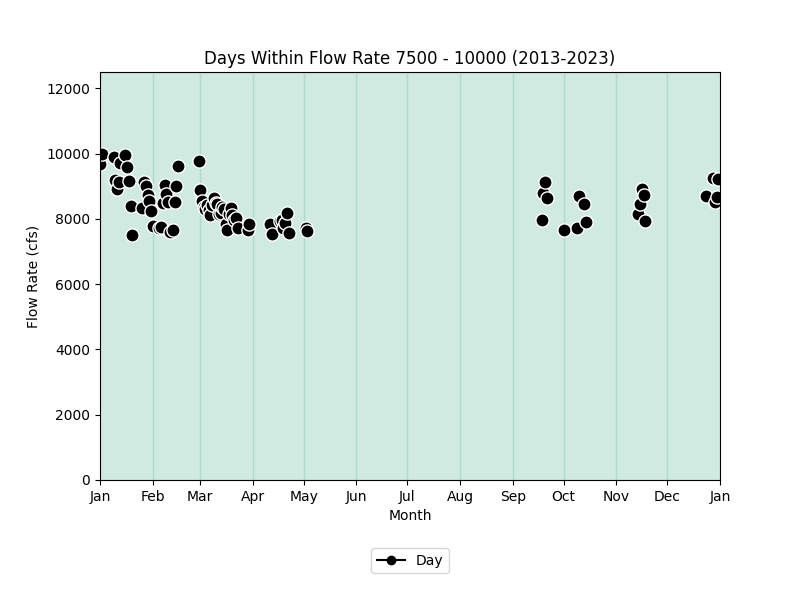 Days Within Flow Rate 7500 - 10000 (2013-2023)
12000
10000
8000
6000
4000
2000
0
Flow Rate (cfs)
Jan Feb Mar Apr May Jun Jul Aug Sep Oct Nov Dec Jan
Month
Day